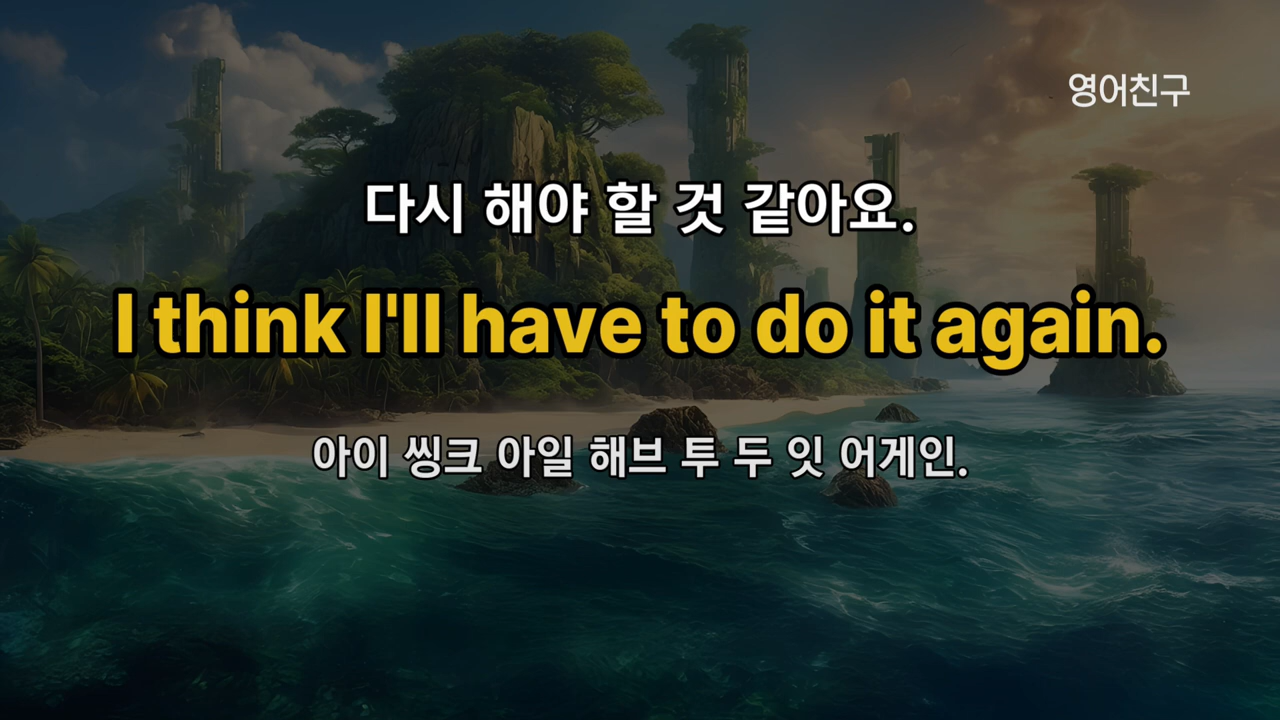 영어친구
다시 해야 할 것 같아요.
I think I'll have to do it again.
아이 씽크 아일 해브 투 두 잇 어게인.